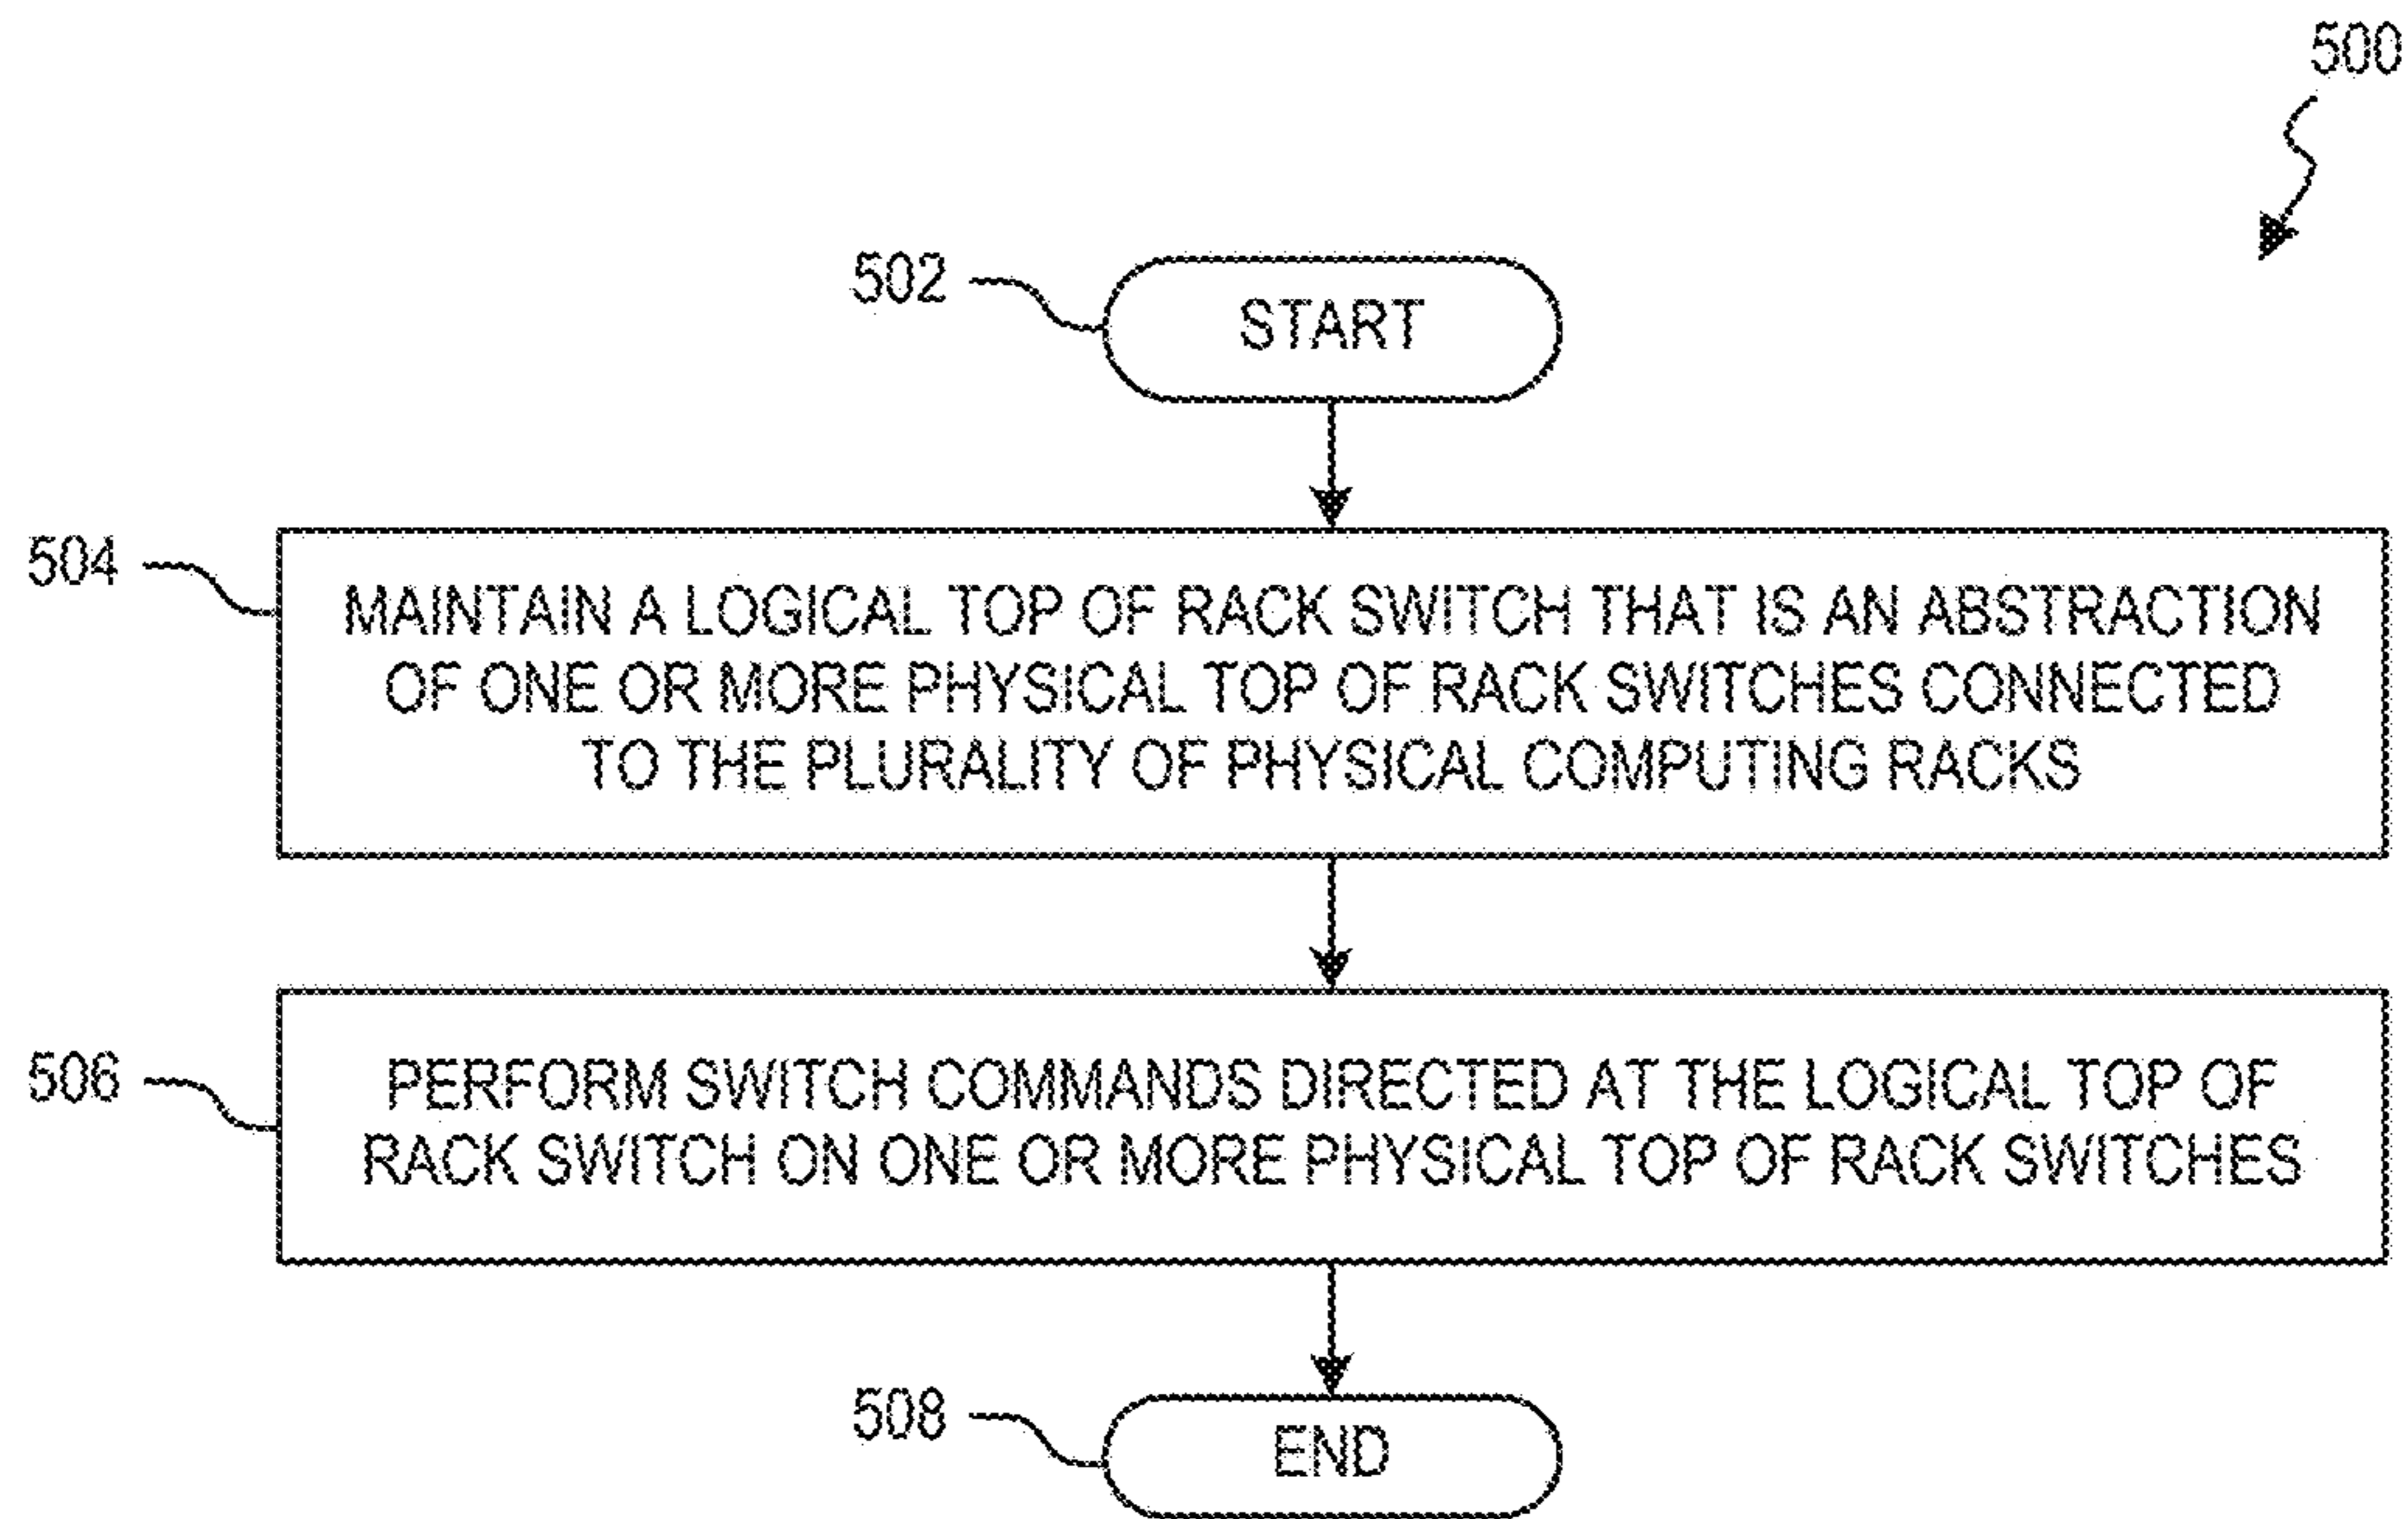 500
502
START
504
MAINTAIN A LOGICAL TOP OF RACK SWITCH THAT IS AN ABSTRACTION
OF ONE OR MORE PHYSICAL TOP OF RACK SWITCHES CONNECTED
TO THE PLURALITY OF PHYSICAL COMPUTING RACKS
506
PERFORM SWITCH COMMANDS DIRECTED AT THE LOGICAL TOP OF
RACK SWITCH ON ONE OR MORE PHYSICAL TOP OF RACK SWITCHES
508
END